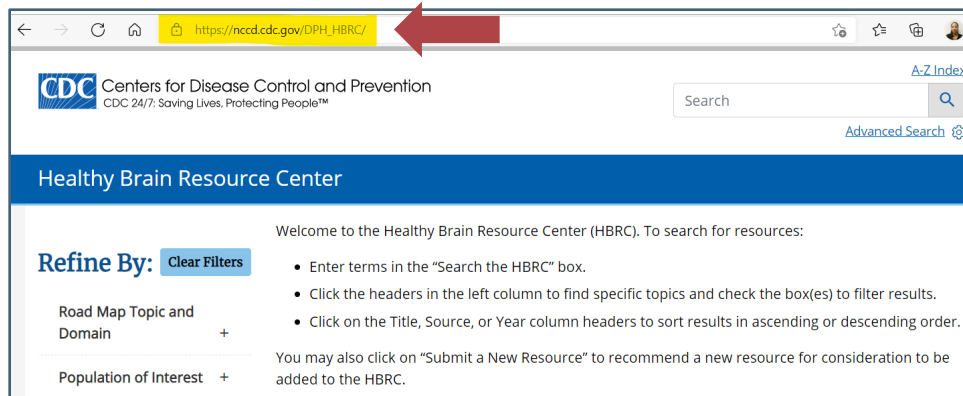 https://nccd.cdc.gov/DPH_HBRC/
A-Z Index
CDC
Centers for Disease Control and Prevention
CDC 24/7: Saving Lives, Protecting People™
Search
Advanced Search
Healthy Brain Resource Center
Refine By:
Clear Filters
Road Map Topic and
Domain +
Population of Interest +
Welcome to the Healthy Brain Resource Center (HBRC). To search for resources:
• Enter terms in the “Search the HBRC” box.
• Click the headers in the left column to find specific topics and check the box(es) to filter results.
• Click on the Title, Source, or Year column headers to sort results in ascending or descending order.
You may also click on “Submit a New Resource” to recommend a new resource for consideration to be
added to the HBRC.